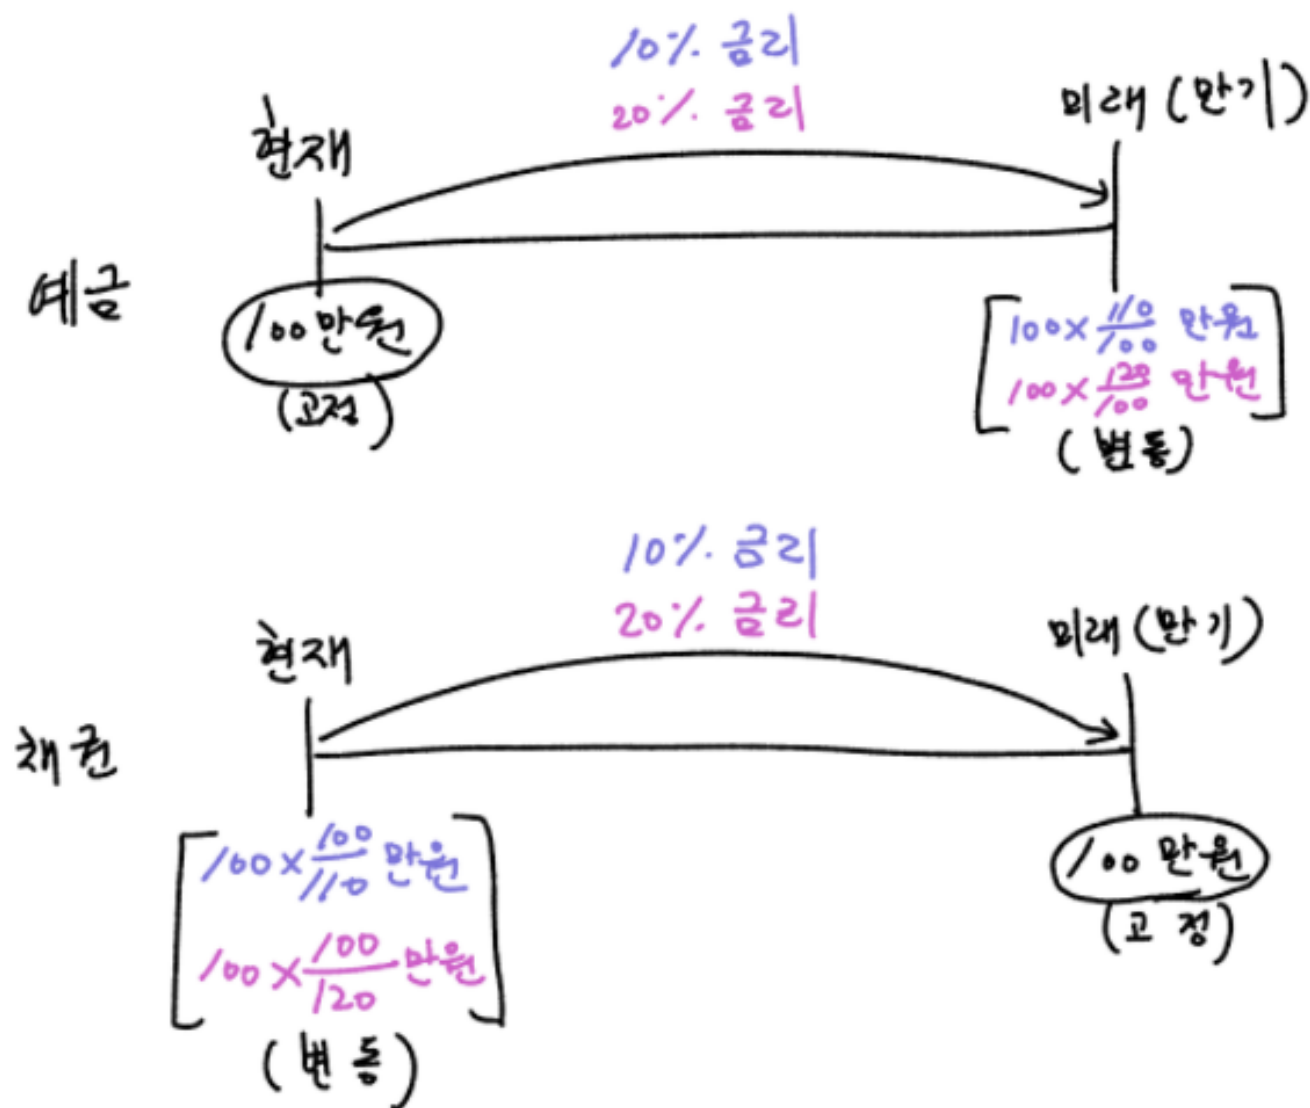 10% 금리
20% 금리
현재
미래 (만기)
예금
100만원
(고정)
100 × 110/100 만원
100 × 120/100 만원
(변동)
10% 금리
20% 금리
현재
미래 (만기)
채권
100 × 100/110 만원
100 × 100/120 만원
(변동)
100만원
(고정)